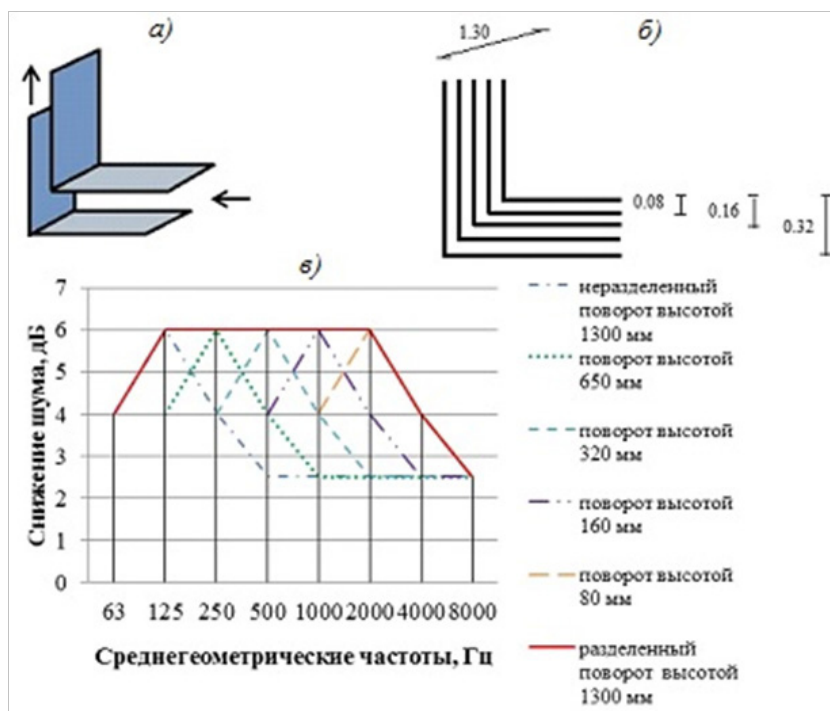 а)
б)
1.30
0.08
0.16
0.32
в)
Снижение шума, дБ
7
6
5
4
3
2
1
0
63 125 250 500 1000 2000 4000 8000
Среднегеометрические частоты, Гц
неразделенный
поворот высотой
1300 мм
поворот высотой
650 мм
поворот высотой
320 мм
поворот высотой
160 мм
поворот высотой
80 мм
разделенный
поворот высотой
1300 мм